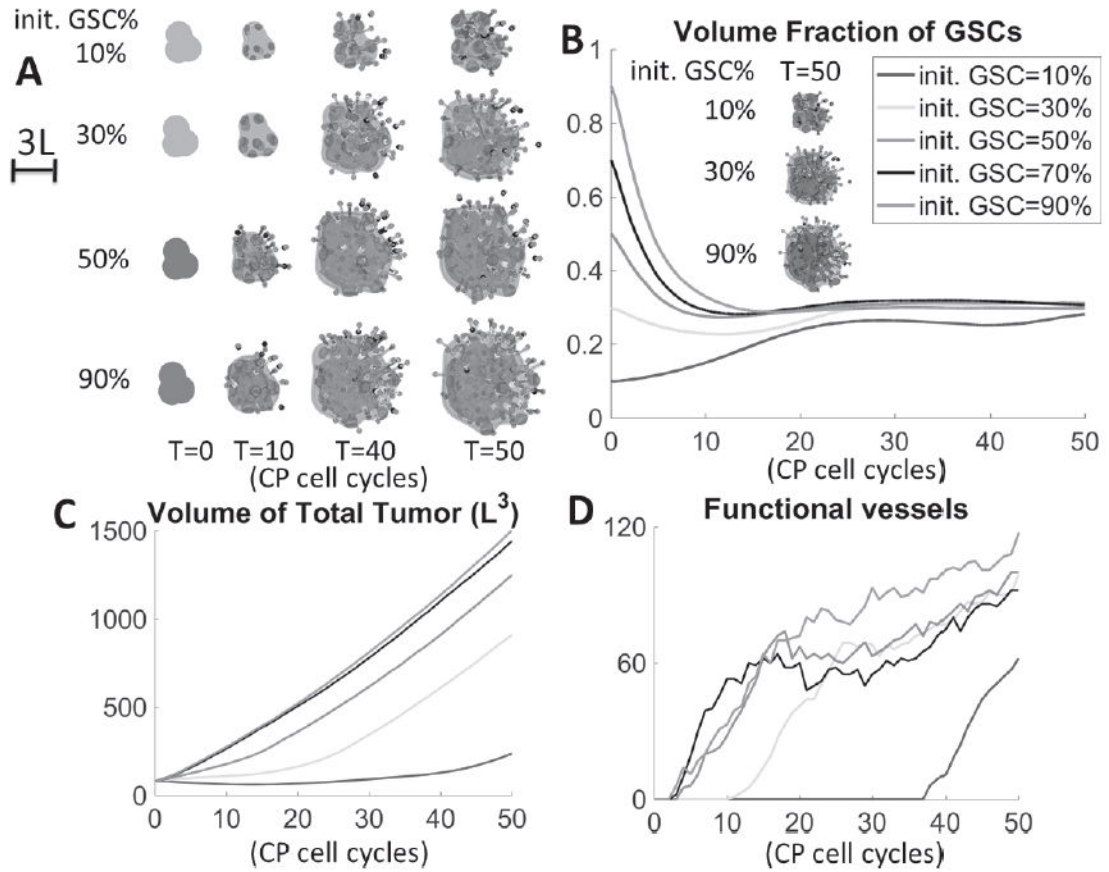 init. GSC%
10%
A
30%
3L
50%
90%
T=0 T=10 T=40 T=50
(CP cell cycles)
B Volume Fraction of GSCs
init. GSC% T=50
10%
30%
90%
init. GSC=10%
init. GSC=30%
init. GSC=50%
init. GSC=70%
init. GSC=90%
1
0.8
0.6
0.4
0.2
0
0 10 20 30 40 50
(CP cell cycles)
C Volume of Total Tumor (L³)
1500
1000
500
0
0 10 20 30 40 50
(CP cell cycles)
D Functional vessels
120
60
0
0 10 20 30 40 50
(CP cell cycles)